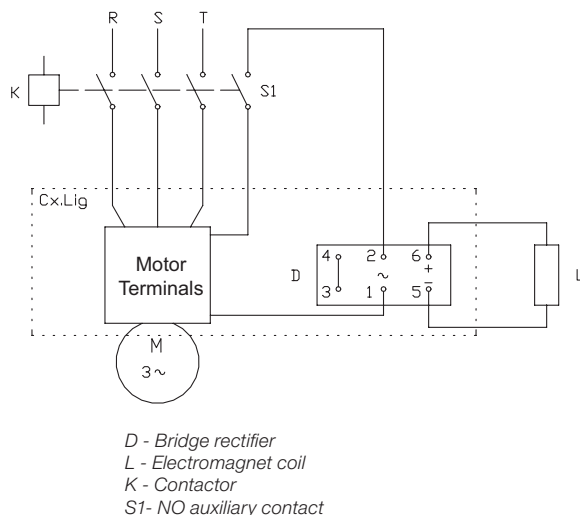 R S T
K
S1
Cx.Lig
Motor
Terminals
D
4 2 6
~ +
3 1 5 −
L
M
3~
D - Bridge rectifier
L - Electromagnet coil
K - Contactor
S1- NO auxiliary contact